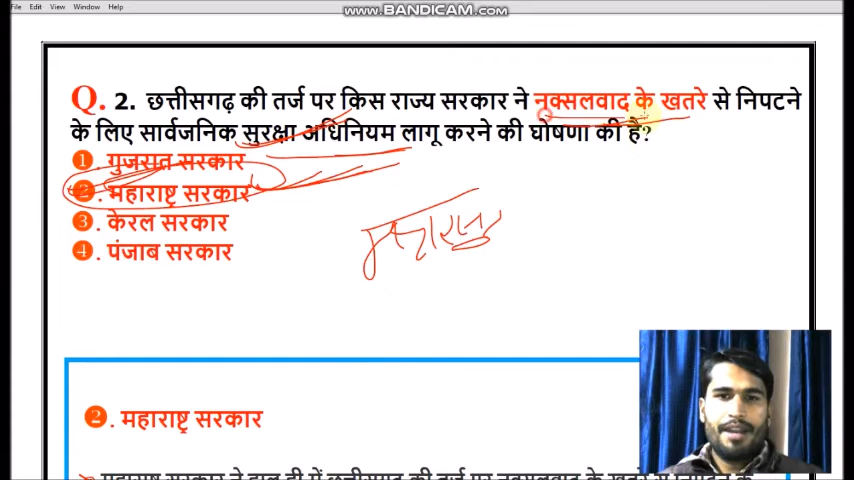 www.BANDICAM.com
File Edit View Window Help
Q. 2. छत्तीसगढ़ की तर्ज पर किस राज्य सरकार ने नक्सलवाद के खतरे से निपटने
के लिए सार्वजनिक सुरक्षा अधिनियम लागू करने की घोषणा की है?
1. गुजरात सरकार
2. महाराष्ट्र सरकार
3. केरल सरकार
4. पंजाब सरकार
2. महाराष्ट्र सरकार